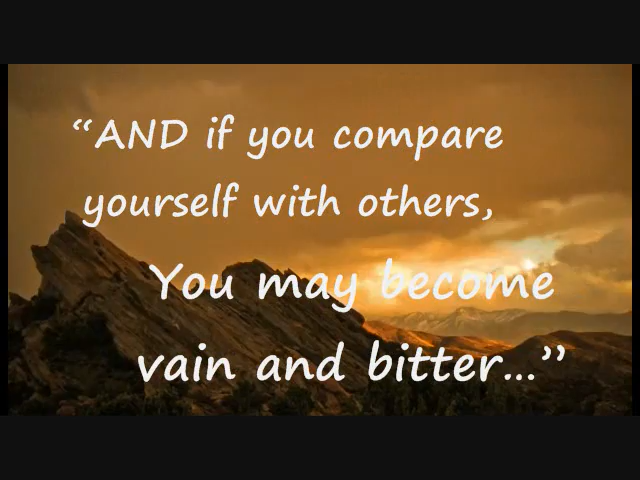 “AND if you compare
yourself with others,
You may become
vain and bitter...”